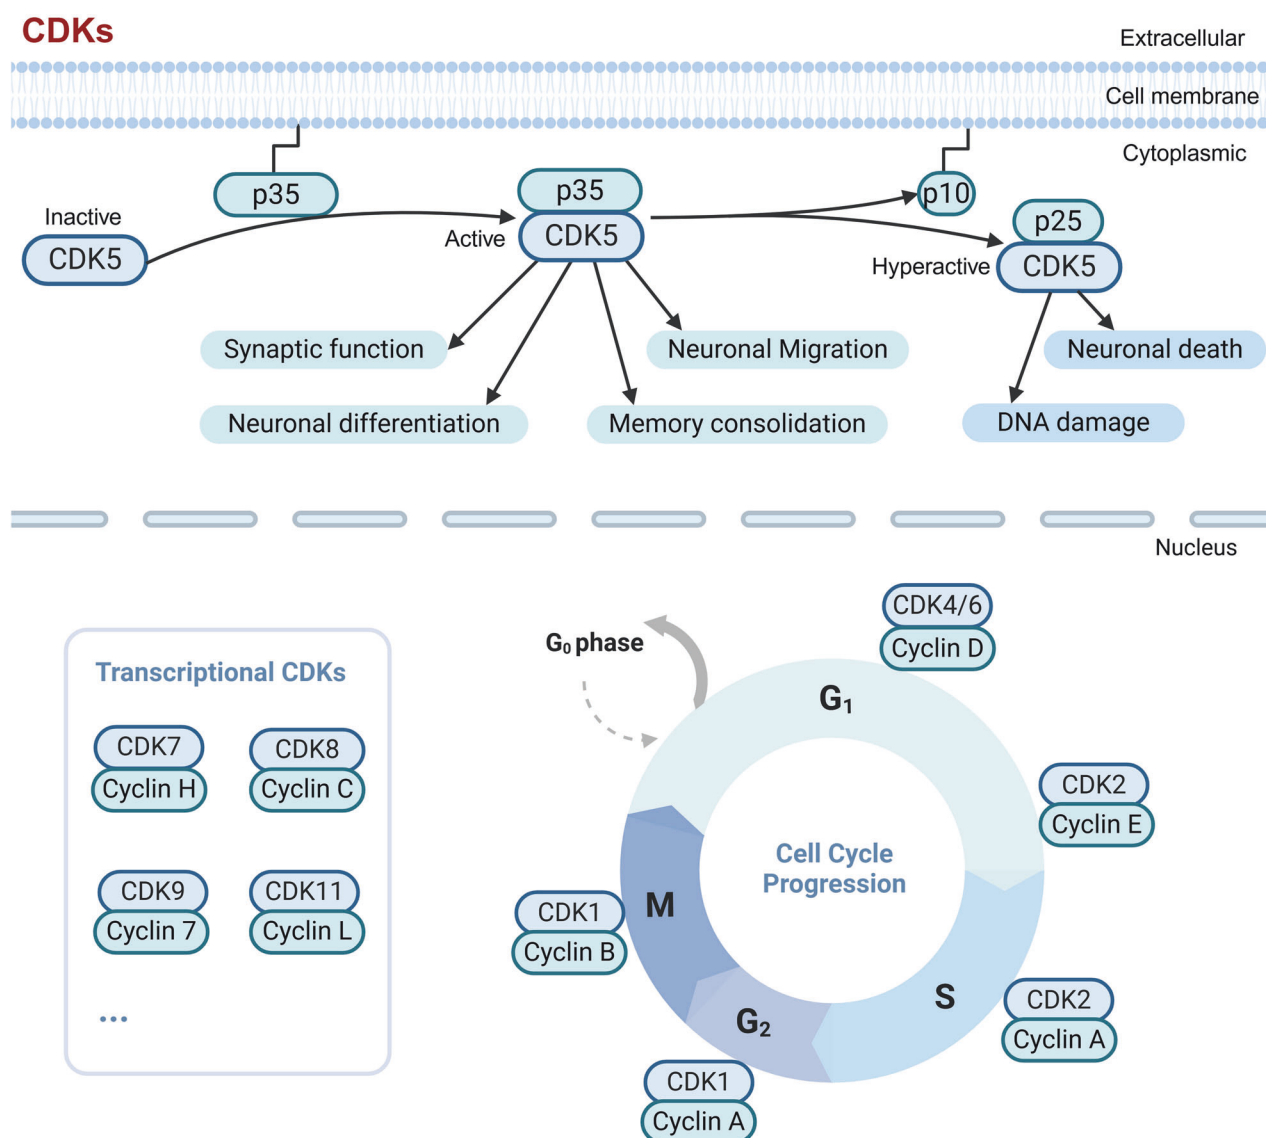 CDKs
Extracellular
Cell membrane
Cytoplasmic
p35
p35
p10
Inactive
CDK5
Active
CDK5
p25
Hyperactive
CDK5
Synaptic function
Neuronal Migration
Neuronal death
Neuronal differentiation
Memory consolidation
DNA damage
Nucleus
Transcriptional CDKs
CDK7
Cyclin H
CDK8
Cyclin C
CDK9
Cyclin 7
CDK11
Cyclin L
...
G₀ phase
CDK4/6
Cyclin D
G₁
CDK2
Cyclin E
Cell Cycle
Progression
M
CDK1
Cyclin B
S
CDK2
Cyclin A
G₂
CDK1
Cyclin A